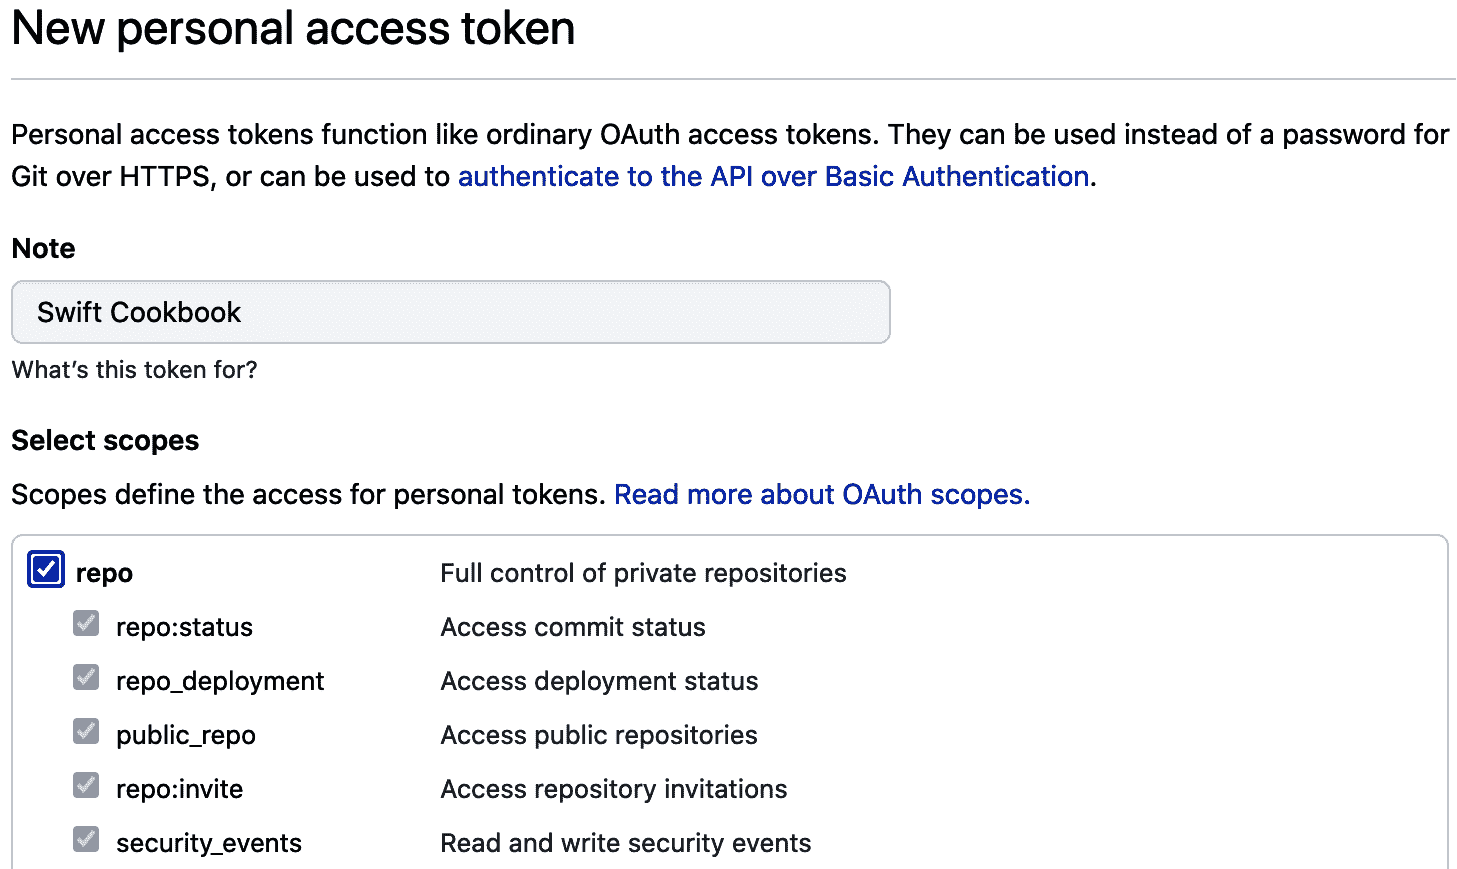 New personal access token
Personal access tokens function like ordinary OAuth access tokens. They can be used instead of a password for
Git over HTTPS, or can be used to authenticate to the API over Basic Authentication.
Note
Swift Cookbook
What’s this token for?
Select scopes
Scopes define the access for personal tokens. Read more about OAuth scopes.
repo Full control of private repositories
repo:status Access commit status
repo_deployment Access deployment status
public_repo Access public repositories
repo:invite Access repository invitations
security_events Read and write security events